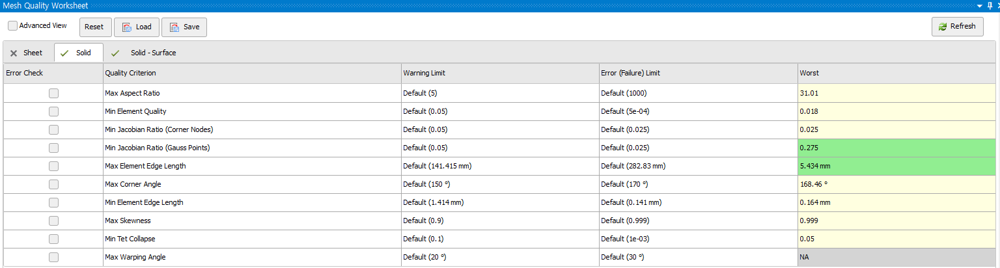 Mesh Quality Worksheet
Advanced View Reset Load Save Refresh
Sheet Solid Solid - Surface
Error Check Quality Criterion Warning Limit Error (Failure) Limit Worst
Max Aspect Ratio Default (5) Default (1000) 31.01
Min Element Quality Default (0.05) Default (5e-04) 0.018
Min Jacobian Ratio (Corner Nodes) Default (0.05) Default (0.025) 0.025
Min Jacobian Ratio (Gauss Points) Default (0.05) Default (0.025) 0.275
Max Element Edge Length Default (141.415 mm) Default (282.83 mm) 5.434 mm
Max Corner Angle Default (150 °) Default (170 °) 168.46 °
Min Element Edge Length Default (1.414 mm) Default (0.141 mm) 0.164 mm
Max Skewness Default (0.9) Default (0.999) 0.999
Min Tet Collapse Default (0.1) Default (1e-03) 0.05
Max Warping Angle Default (20 °) Default (30 °) NA